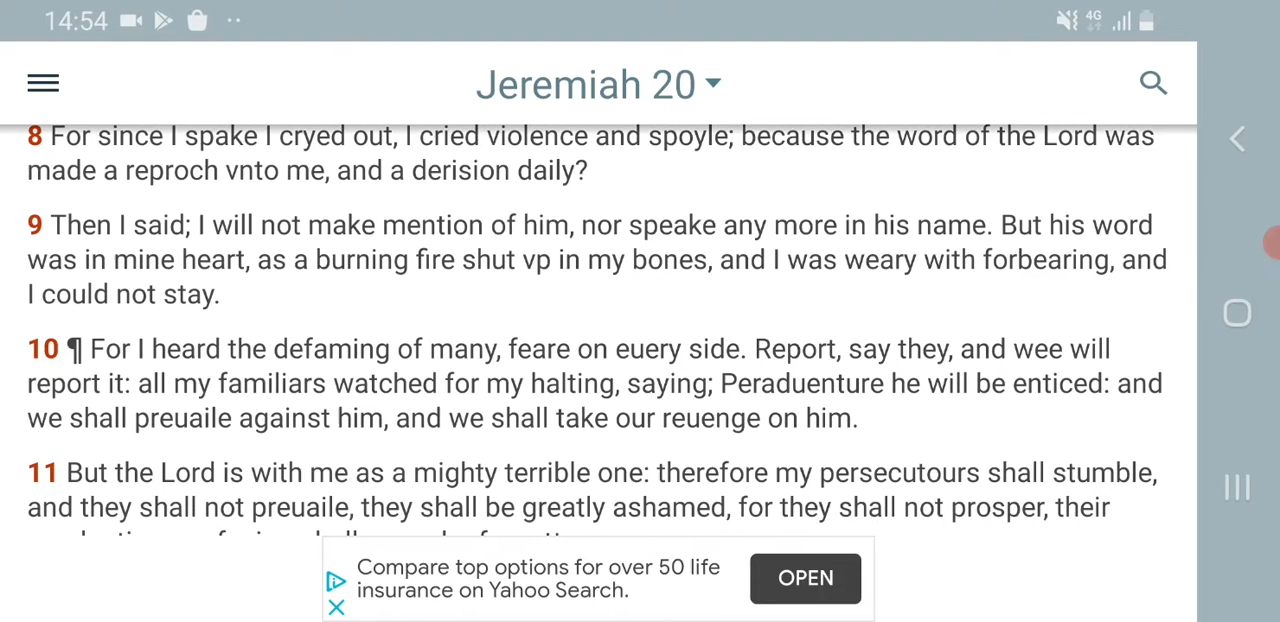 14:54
4G
Jeremiah 20
8 For since I spake I cryed out, I cried violence and spoyle; because the word of the Lord was
made a reproch vnto me, and a derision daily?
9 Then I said; I will not make mention of him, nor speake any more in his name. But his word
was in mine heart, as a burning fire shut vp in my bones, and I was weary with forbearing, and
I could not stay.
10 ¶ For I heard the defaming of many, feare on euery side. Report, say they, and wee will
report it: all my familiars watched for my halting, saying; Peraduenture he will be enticed: and
we shall preuaile against him, and we shall take our reuenge on him.
11 But the Lord is with me as a mighty terrible one: therefore my persecutours shall stumble,
and they shall not preuaile, they shall be greatly ashamed, for they shall not prosper, their
Compare top options for over 50 life
insurance on Yahoo Search.
OPEN